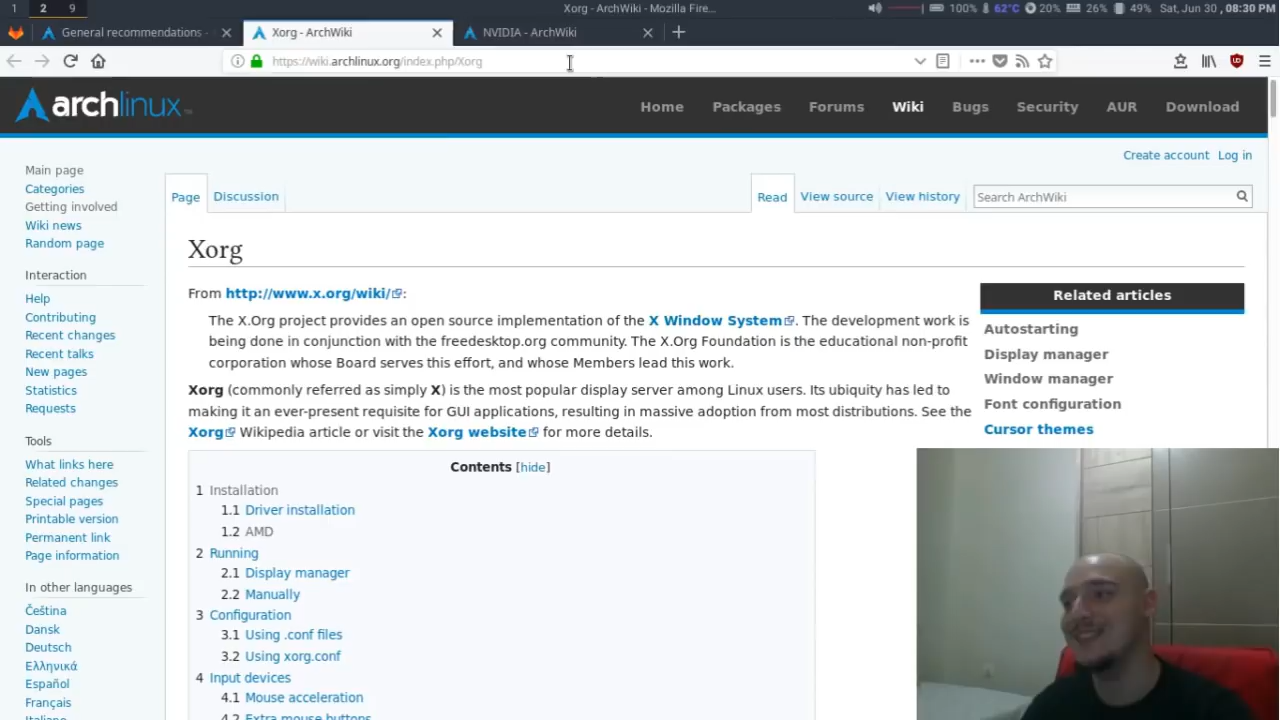 1 2 9 Xorg - ArchWiki - Mozilla Fire... 100% 62°C 20% 26% 49% Sat, Jun 30 , 08:30 PM
General recommendations - Xorg - ArchWiki NVIDIA - ArchWiki
https://wiki.archlinux.org/index.php/Xorg
archlinux Home Packages Forums Wiki Bugs Security AUR Download
Create account Log in
Main page
Categories
Getting involved
Wiki news
Random page
Interaction
Help
Contributing
Recent changes
Recent talks
New pages
Statistics
Requests
Tools
What links here
Related changes
Special pages
Printable version
Permanent link
Page information
In other languages
Čeština
Dansk
Deutsch
Ελληνικά
Español
Français
Italiano
Page Discussion Read View source View history Search ArchWiki
Xorg
From http://www.x.org/wiki/:
The X.Org project provides an open source implementation of the X Window System. The development work is
being done in conjunction with the freedesktop.org community. The X.Org Foundation is the educational non-profit
corporation whose Board serves this effort, and whose Members lead this work.
Xorg (commonly referred as simply X) is the most popular display server among Linux users. Its ubiquity has led to
making it an ever-present requisite for GUI applications, resulting in massive adoption from most distributions. See the
Xorg Wikipedia article or visit the Xorg website for more details.
Related articles
Autostarting
Display manager
Window manager
Font configuration
Cursor themes
Contents [hide]
1 Installation
1.1 Driver installation
1.2 AMD
2 Running
2.1 Display manager
2.2 Manually
3 Configuration
3.1 Using .conf files
3.2 Using xorg.conf
4 Input devices
4.1 Mouse acceleration
4.2 Extra mouse buttons